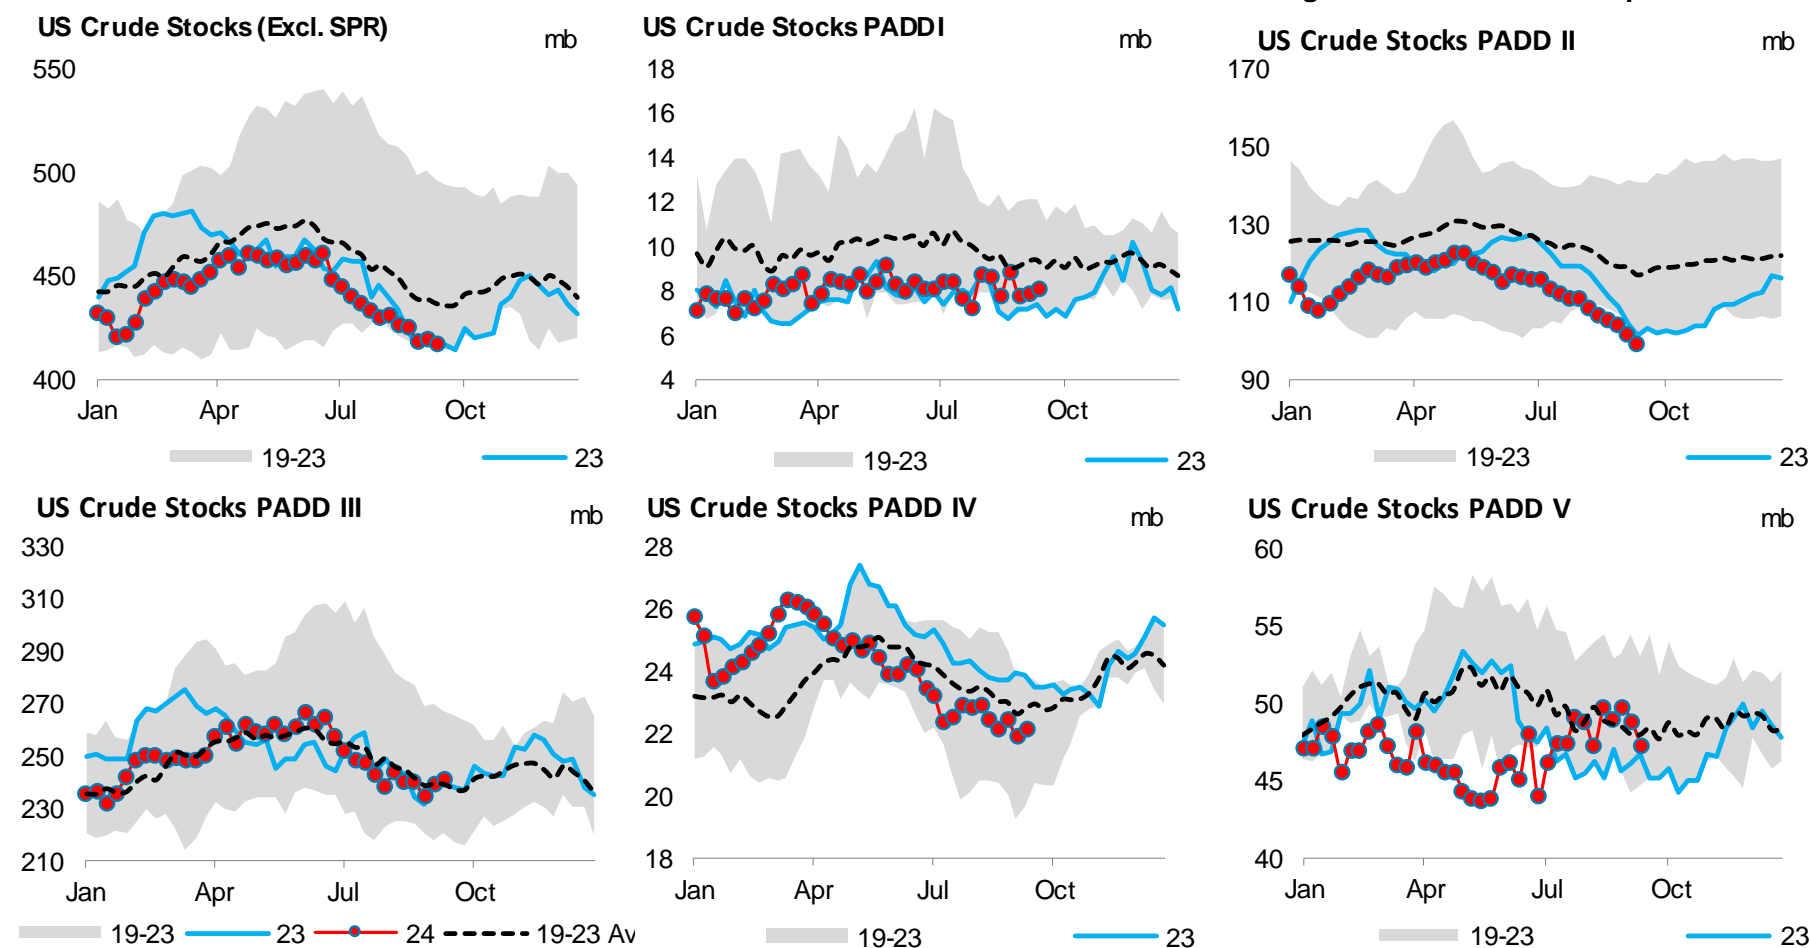 US Crude Stocks (Excl. SPR)
mb
550
500
450
400
Jan Apr Jul Oct
19-23 23
US Crude Stocks PADD I
mb
18
16
14
12
10
8
6
4
Jan Apr Jul Oct
19-23 23
US Crude Stocks PADD II
mb
170
150
130
110
90
Jan Apr Jul Oct
19-23 23
US Crude Stocks PADD III
mb
330
310
290
270
250
230
210
Jan Apr Jul Oct
19-23 23 24 19-23 Av
US Crude Stocks PADD IV
mb
28
26
24
22
20
18
Jan Apr Jul Oct
19-23 23
US Crude Stocks PADD V
mb
60
55
50
45
40
Jan Apr Jul Oct
19-23 23